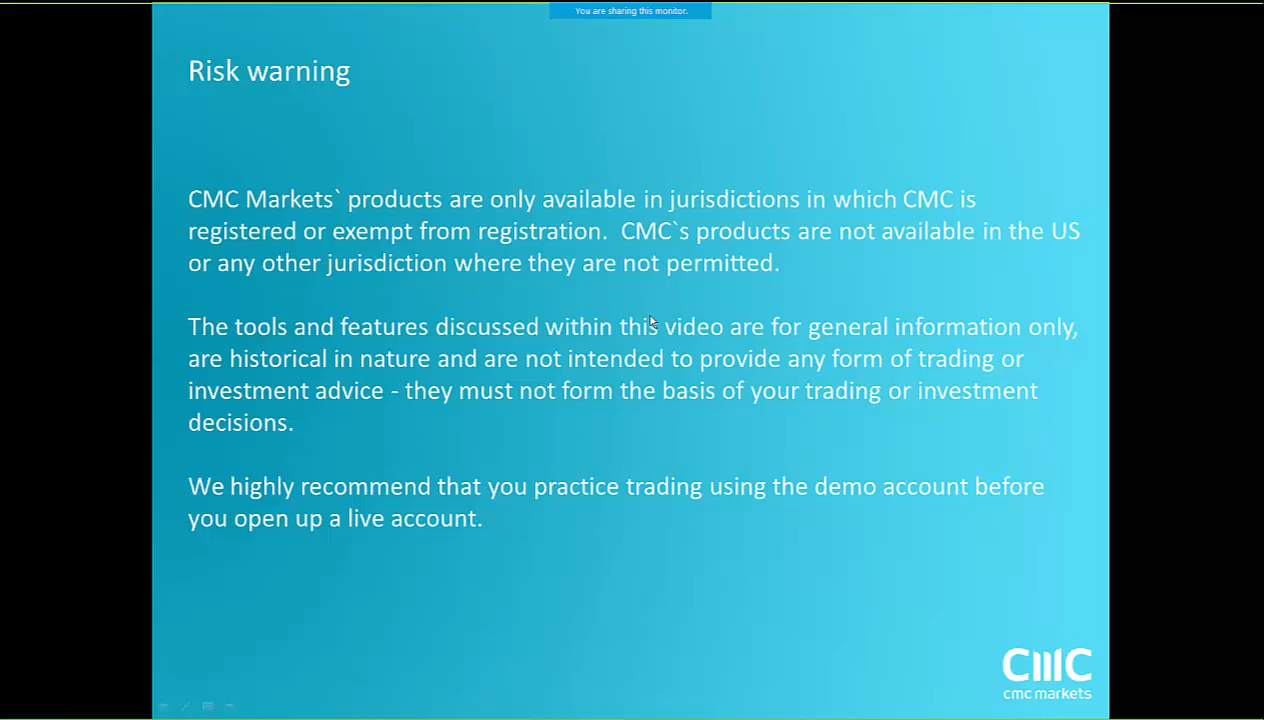 You are sharing this monitor.
Risk warning
CMC Markets` products are only available in jurisdictions in which CMC is
registered or exempt from registration.  CMC`s products are not available in the US
or any other jurisdiction where they are not permitted.
The tools and features discussed within this video are for general information only,
are historical in nature and are not intended to provide any form of trading or
investment advice - they must not form the basis of your trading or investment
decisions.
We highly recommend that you practice trading using the demo account before
you open up a live account.
CMC
cmc markets